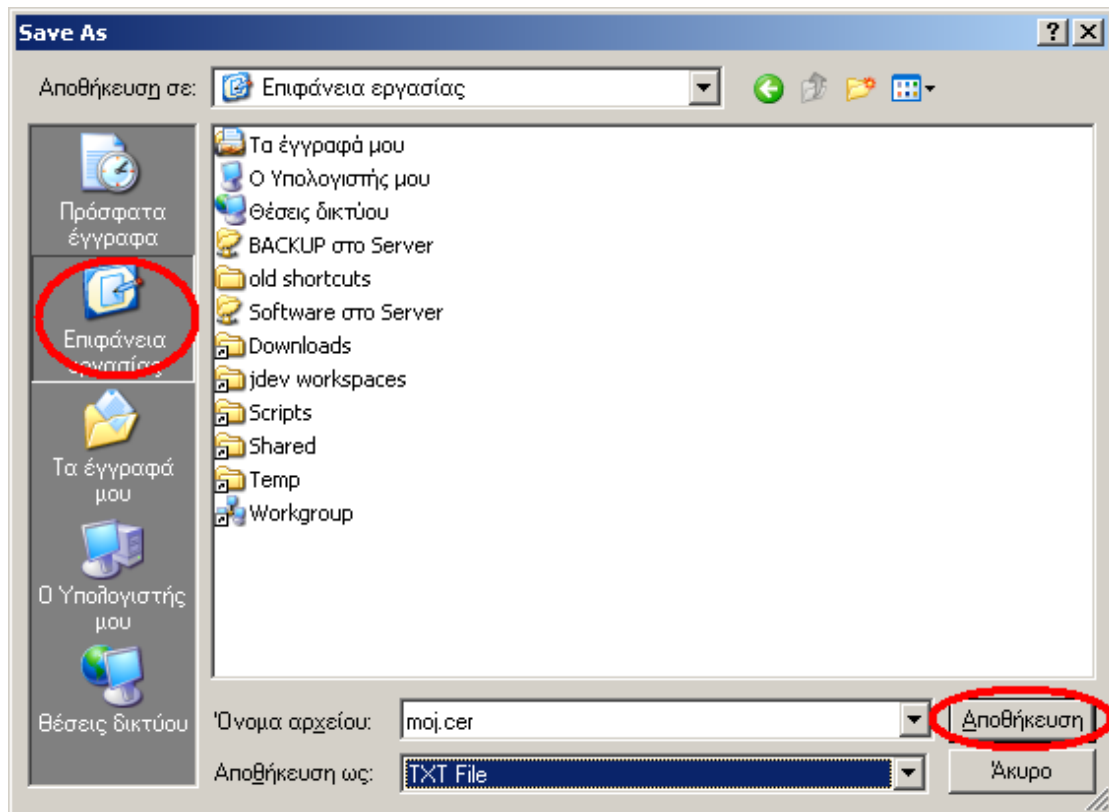 Save As
Αποθήκευση σε:
Επιφάνεια εργασίας
Πρόσφατα
έγγραφα
Επιφάνεια
εργασίας
Τα έγγραφά
μου
Ο Υπολογιστής
μου
Θέσεις δικτύου
Τα έγγραφά μου
Ο Υπολογιστής μου
Θέσεις δικτύου
BACKUP στο Server
old shortcuts
Software στο Server
Downloads
jdev workspaces
Scripts
Shared
Temp
Workgroup
Όνομα αρχείου:
moj.cer
Αποθήκευση
Αποθήκευση ως:
TXT File
Άκυρο